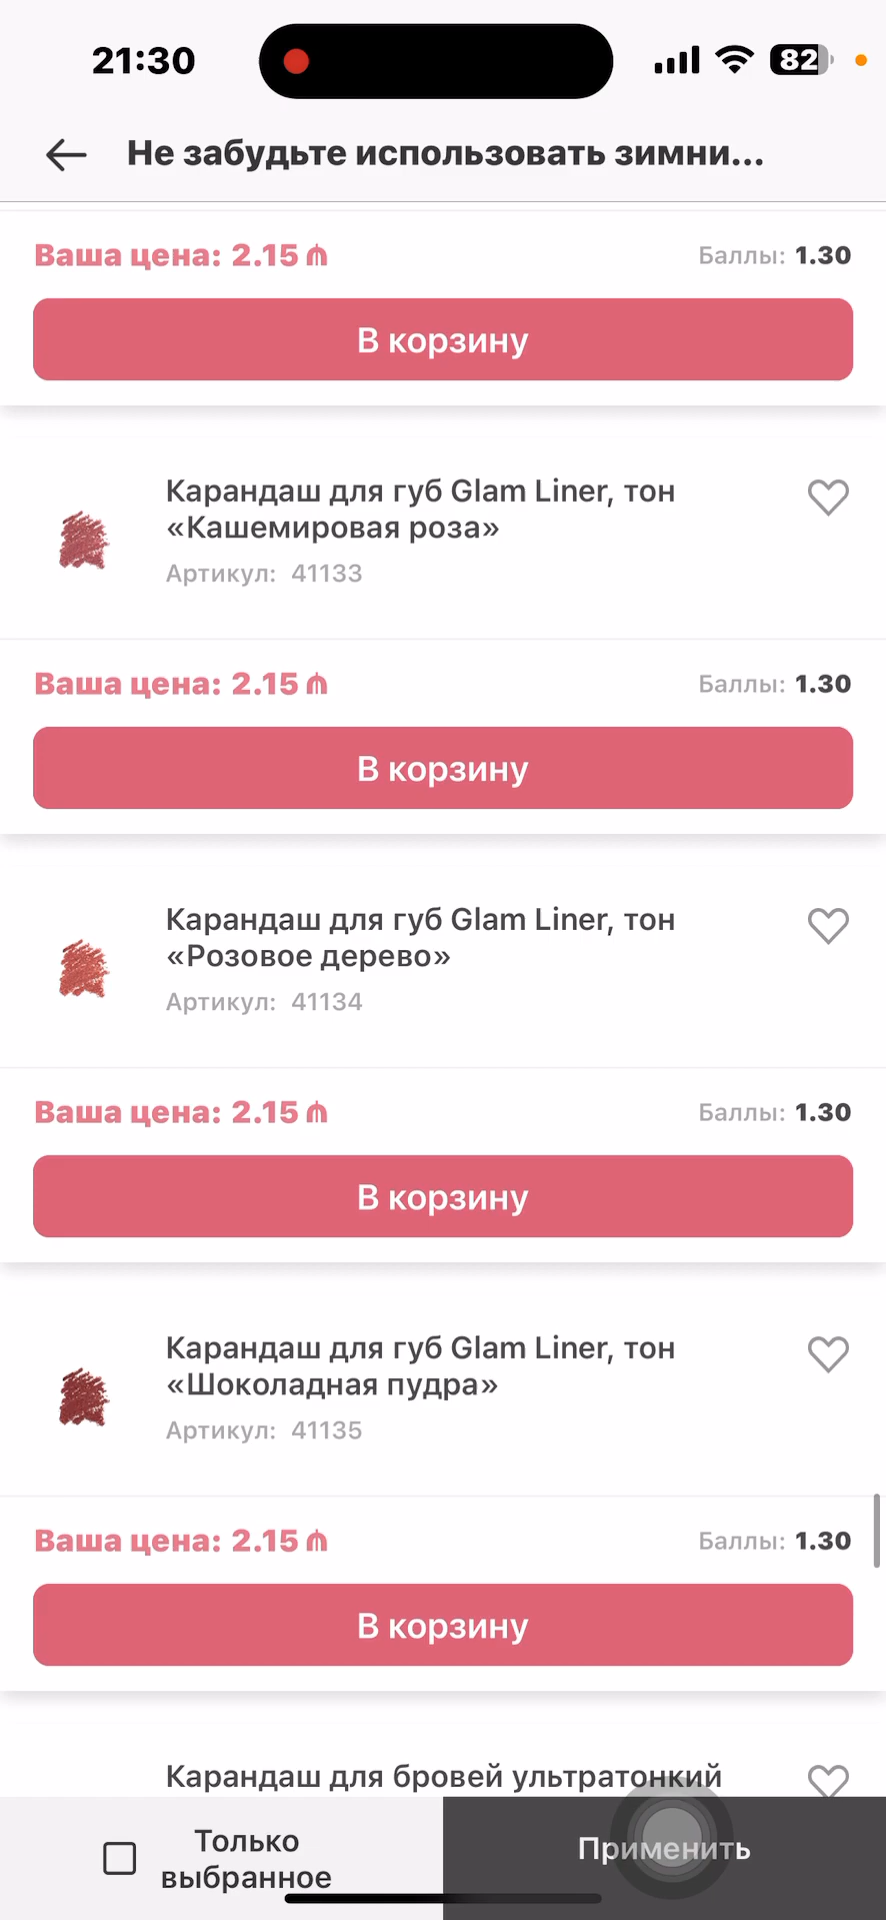 21:30
82
Не забудьте использовать зимни...
Ваша цена: 2.15 ₼
Баллы: 1.30
В корзину
Карандаш для губ Glam Liner, тон
«Кашемировая роза»
Артикул: 41133
Ваша цена: 2.15 ₼
Баллы: 1.30
В корзину
Карандаш для губ Glam Liner, тон
«Розовое дерево»
Артикул: 41134
Ваша цена: 2.15 ₼
Баллы: 1.30
В корзину
Карандаш для губ Glam Liner, тон
«Шоколадная пудра»
Артикул: 41135
Ваша цена: 2.15 ₼
Баллы: 1.30
В корзину
Карандаш для бровей ультратонкий
Только
выбранное
Применить